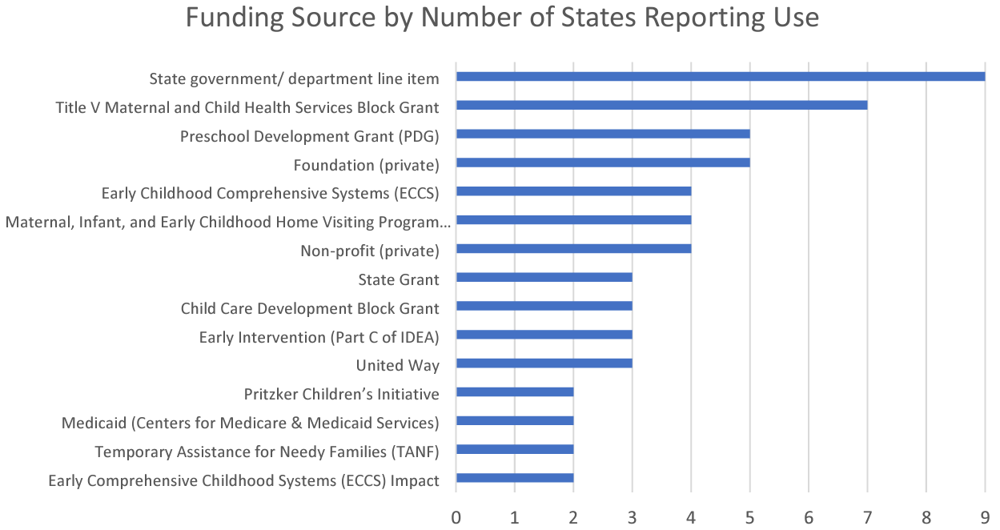 Funding Source by Number of States Reporting Use
State government/ department line item
Title V Maternal and Child Health Services Block Grant
Preschool Development Grant (PDG)
Foundation (private)
Early Childhood Comprehensive Systems (ECCS)
Maternal, Infant, and Early Childhood Home Visiting Program...
Non-profit (private)
State Grant
Child Care Development Block Grant
Early Intervention (Part C of IDEA)
United Way
Pritzker Children’s Initiative
Medicaid (Centers for Medicare & Medicaid Services)
Temporary Assistance for Needy Families (TANF)
Early Comprehensive Childhood Systems (ECCS) Impact
0 1 2 3 4 5 6 7 8 9